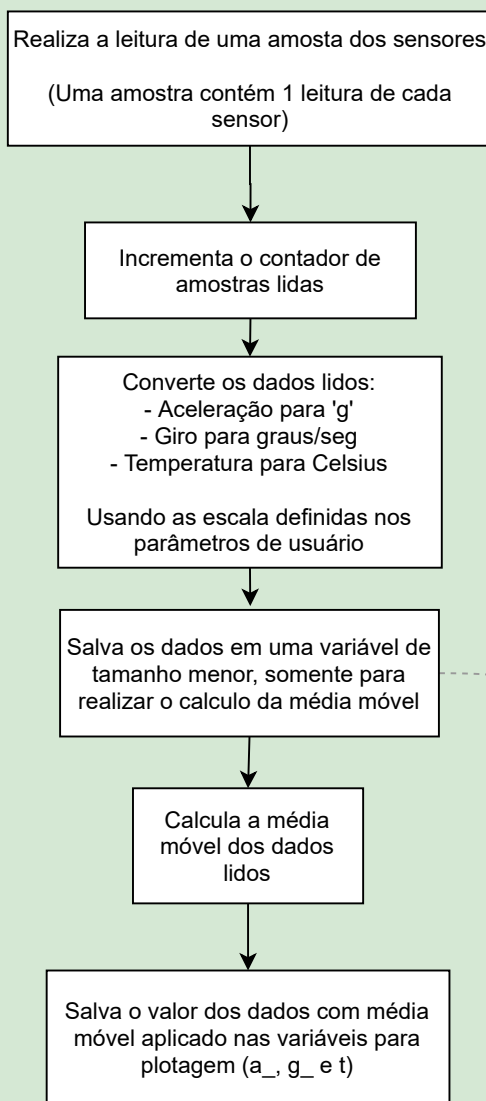 Realiza a leitura de uma amosta dos sensores
(Uma amostra contém 1 leitura de cada
sensor)
Incrementa o contador de
amostras lidas
Converte os dados lidos:
- Aceleração para 'g'
- Giro para graus/seg
- Temperatura para Celsius
Usando as escala definidas nos
parâmetros de usuário
Salva os dados em uma variável de
tamanho menor, somente para
realizar o calculo da média móvel
Calcula a média
móvel dos dados
lidos
Salva o valor dos dados com média
móvel aplicado nas variáveis para
plotagem (a_, g_ e t)